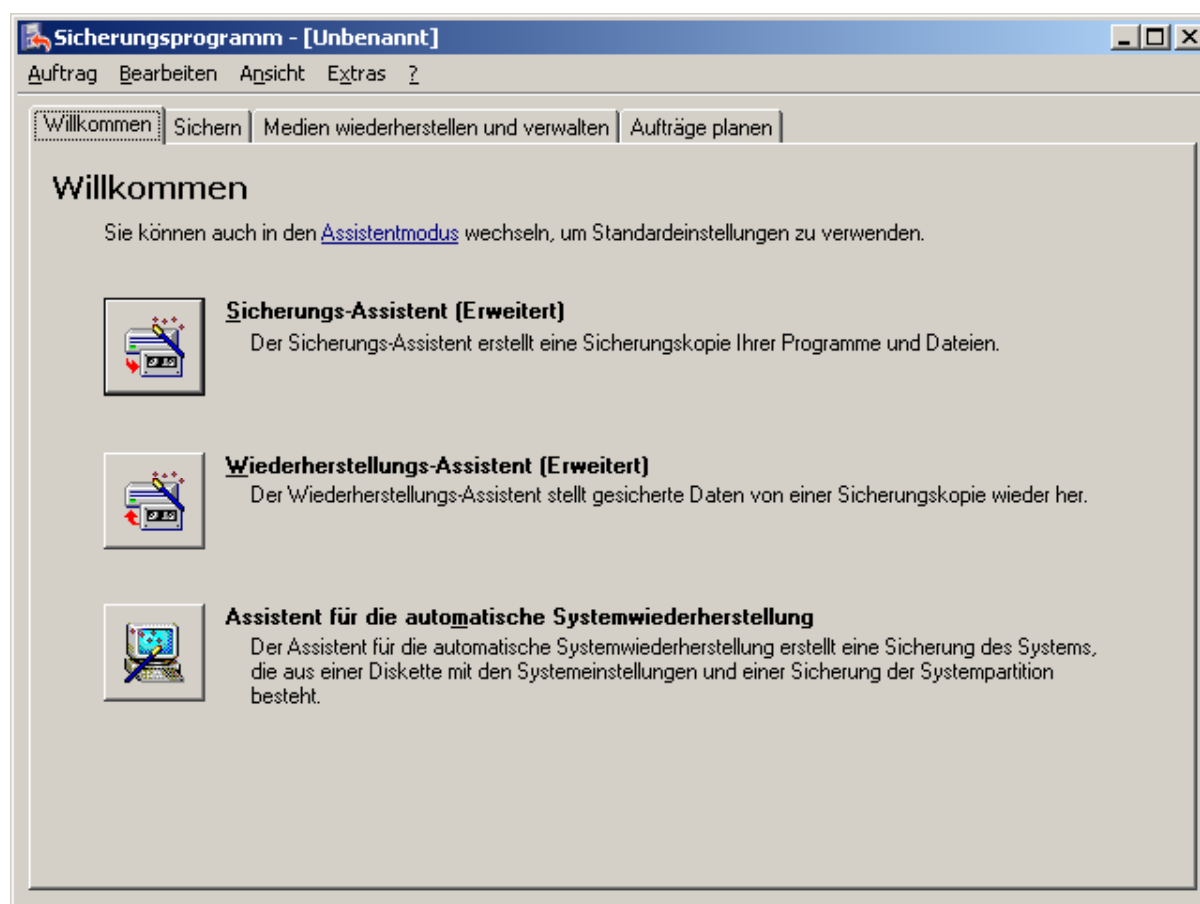 Sicherungsprogramm - [Unbenannt]
Auftrag Bearbeiten Ansicht Extras ?
Willkommen Sichern Medien wiederherstellen und verwalten Aufträge planen
Willkommen
Sie können auch in den Assistentmodus wechseln, um Standardeinstellungen zu verwenden.
Sicherungs-Assistent (Erweitert)
Der Sicherungs-Assistent erstellt eine Sicherungskopie Ihrer Programme und Dateien.
Wiederherstellungs-Assistent (Erweitert)
Der Wiederherstellungs-Assistent stellt gesicherte Daten von einer Sicherungskopie wieder her.
Assistent für die automatische Systemwiederherstellung
Der Assistent für die automatische Systemwiederherstellung erstellt eine Sicherung des Systems,
die aus einer Diskette mit den Systemeinstellungen und einer Sicherung der Systempartition
besteht.